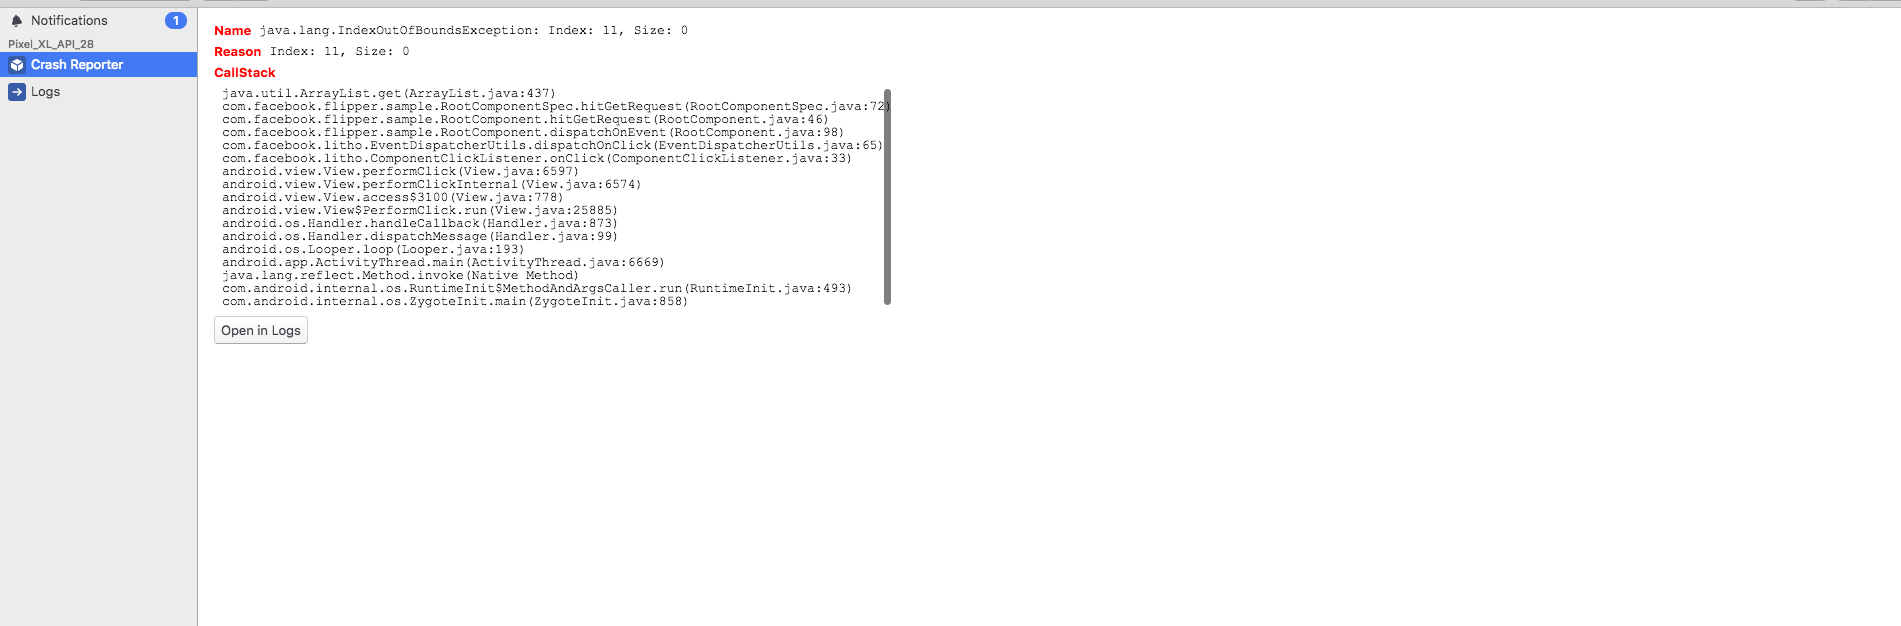 Notifications 1
Pixel_XL_API_28
Crash Reporter
Logs
Name java.lang.IndexOutOfBoundsException: Index: 11, Size: 0
Reason Index: 11, Size: 0
CallStack
java.util.ArrayList.get(ArrayList.java:437)
com.facebook.flipper.sample.RootComponentSpec.hitGetRequest(RootComponentSpec.java:72)
com.facebook.flipper.sample.RootComponent.hitGetRequest(RootComponent.java:46)
com.facebook.flipper.sample.RootComponent.dispatchOnEvent(RootComponent.java:98)
com.facebook.litho.EventDispatcherUtils.dispatchOnClick(EventDispatcherUtils.java:65)
com.facebook.litho.ComponentClickListener.onClick(ComponentClickListener.java:33)
android.view.View.performClick(View.java:6597)
android.view.View.performClickInternal(View.java:6574)
android.view.View.access$3100(View.java:778)
android.view.View$PerformClick.run(View.java:25885)
android.os.Handler.handleCallback(Handler.java:873)
android.os.Handler.dispatchMessage(Handler.java:99)
android.os.Looper.loop(Looper.java:193)
android.app.ActivityThread.main(ActivityThread.java:6669)
java.lang.reflect.Method.invoke(Native Method)
com.android.internal.os.RuntimeInit$MethodAndArgsCaller.run(RuntimeInit.java:493)
com.android.internal.os.ZygoteInit.main(ZygoteInit.java:858)
Open in Logs